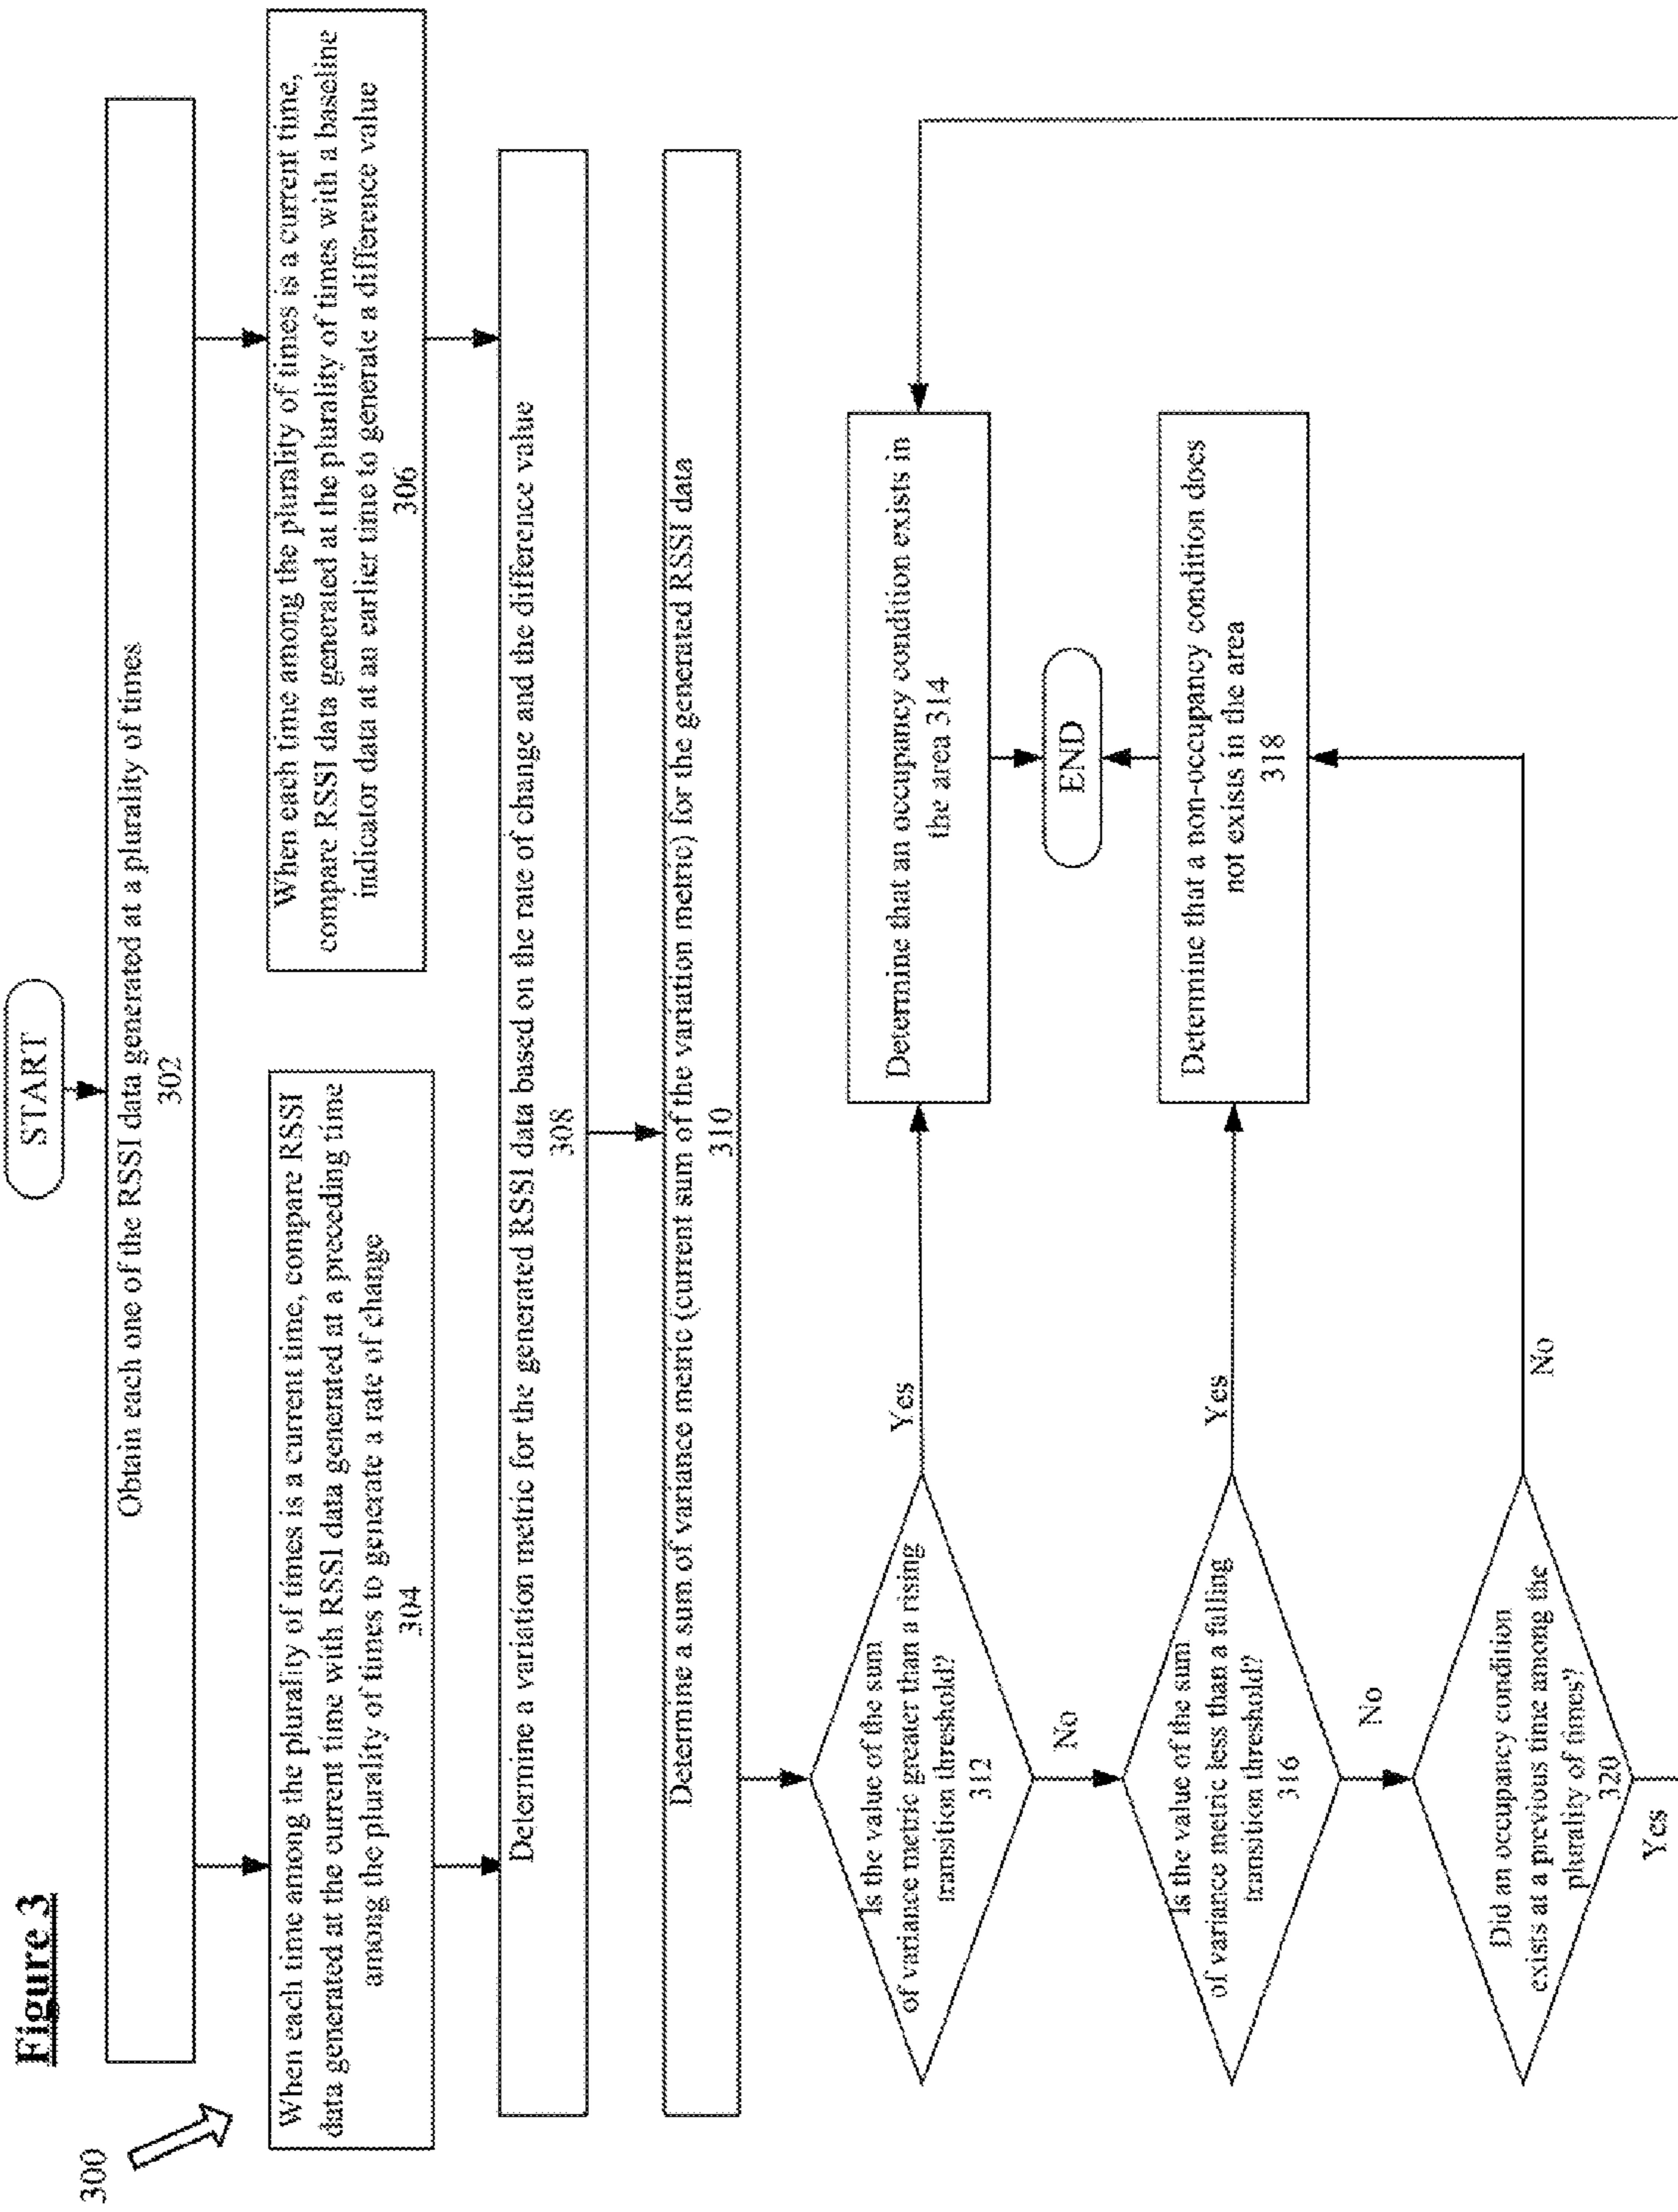 Figure 3
300
START
Obtain each one of the RSSI data generated at a plurality of times
302
When each time among the plurality of times is a current time, compare RSSI
data generated at the current time with RSSI data generated at a preceding time
among the plurality of times to generate a rate of change
304
When each time among the plurality of times is a current time,
compare RSSI data generated at the plurality of times with a baseline
indicator data at an earlier time to generate a difference value
306
Determine a variation metric for the generated RSSI data based on the rate of change and the difference value
308
Determine a sum of variance metric (current sum of the variation metric) for the generated RSSI data
310
Is the value of the sum
of variance metric greater than a rising
transition threshold?
312
Yes
Determine that an occupancy condition exists in
the area 314
No
END
Is the value of the sum
of variance metric less than a falling
transition threshold?
316
Yes
Determine that a non-occupancy condition does
not exists in the area
318
No
Did an occupancy condition
exists at a previous time among the
plurality of times?
320
No
Yes